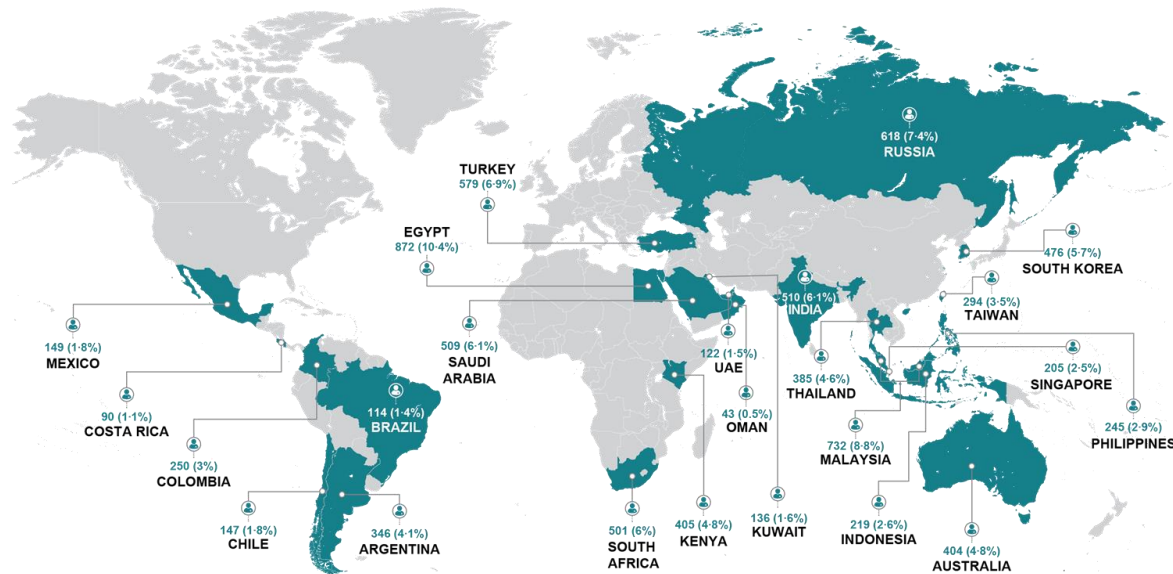 618 (7·4%)
RUSSIA
TURKEY
579 (6·9%)
EGYPT
872 (10·4%)
476 (5·7%)
SOUTH KOREA
510 (6·1%)
INDIA
294 (3·5%)
TAIWAN
149 (1·8%)
MEXICO
509 (6·1%)
SAUDI
ARABIA
122 (1·5%)
UAE
385 (4·6%)
THAILAND
205 (2·5%)
SINGAPORE
90 (1·1%)
COSTA RICA
114 (1·4%)
BRAZIL
43 (0.5%)
OMAN
245 (2·9%)
PHILIPPINES
732 (8·8%)
MALAYSIA
250 (3%)
COLOMBIA
147 (1·8%)
CHILE
346 (4·1%)
ARGENTINA
501 (6%)
SOUTH
AFRICA
405 (4·8%)
KENYA
136 (1·6%)
KUWAIT
219 (2·6%)
INDONESIA
404 (4·8%)
AUSTRALIA